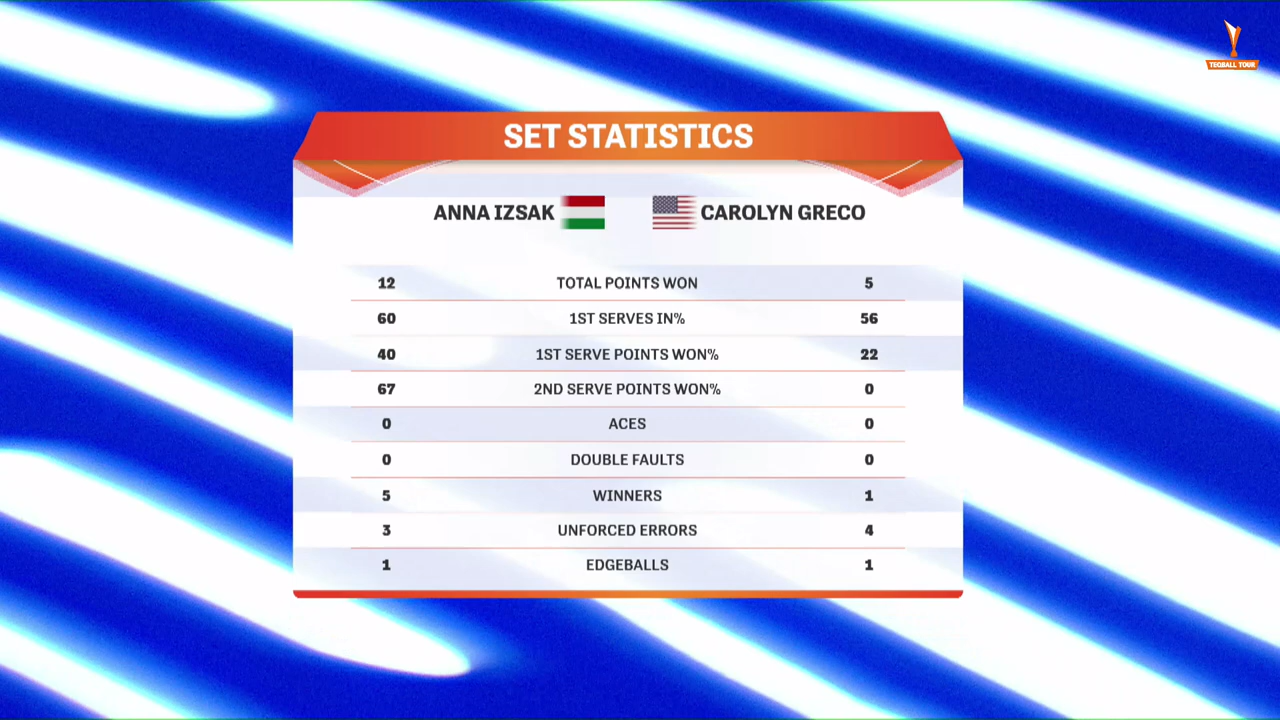 TEQBALL TOUR
SET STATISTICS
ANNA IZSAK CAROLYN GRECO
12 TOTAL POINTS WON 5
60 1ST SERVES IN% 56
40 1ST SERVE POINTS WON% 22
67 2ND SERVE POINTS WON% 0
0 ACES 0
0 DOUBLE FAULTS 0
5 WINNERS 1
3 UNFORCED ERRORS 4
1 EDGEBALLS 1